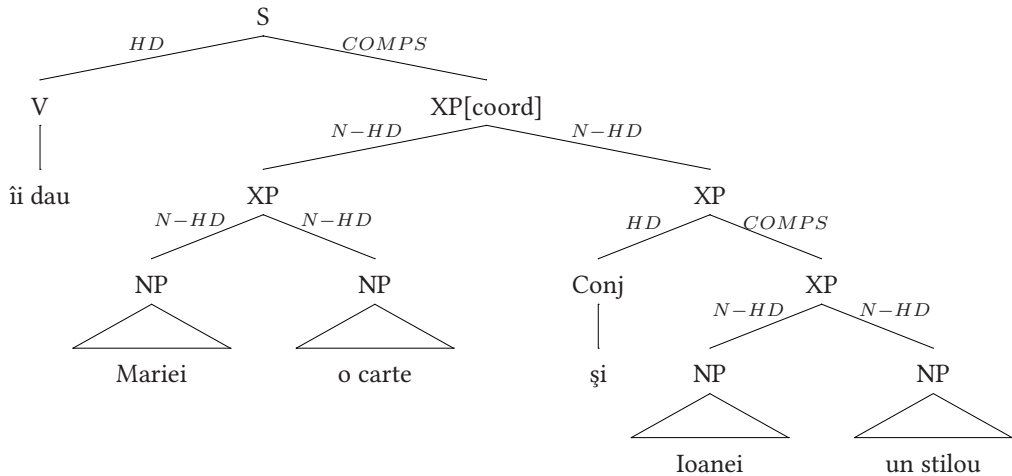 S
HD COMPS
V XP[coord]
N−HD N−HD
îi dau XP XP
N−HD N−HD HD COMPS
NP NP Conj XP
N−HD N−HD
Mariei o carte şi NP NP
Ioanei un stilou